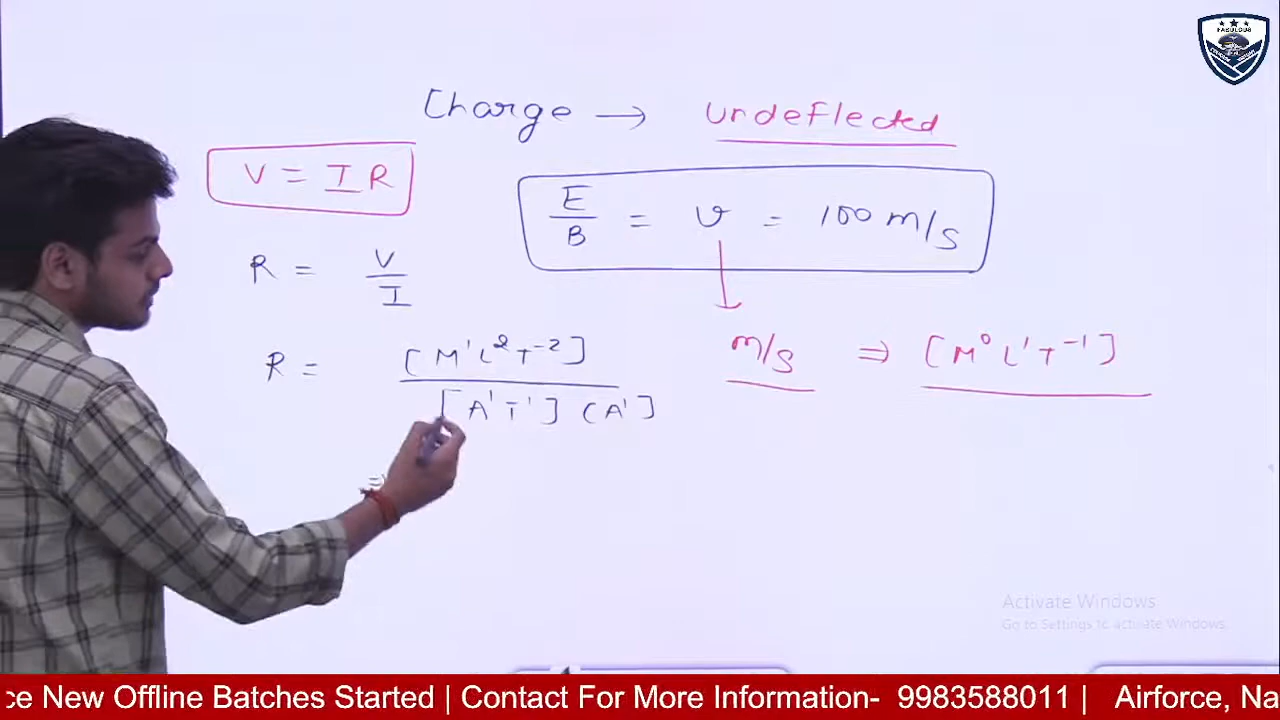 FABULOUS
Charge → undeflected
V = I R
E/B = v = 100 m/s
R = V/I
R = [M¹L²T⁻²]/[A¹T¹] (A¹]
m/s ⇒ [M⁰L¹T⁻¹]
⇒
Activate Windows
Go to Settings to activate Windows.
ce New Offline Batches Started | Contact For More Information- 9983588011 | Airforce, Na